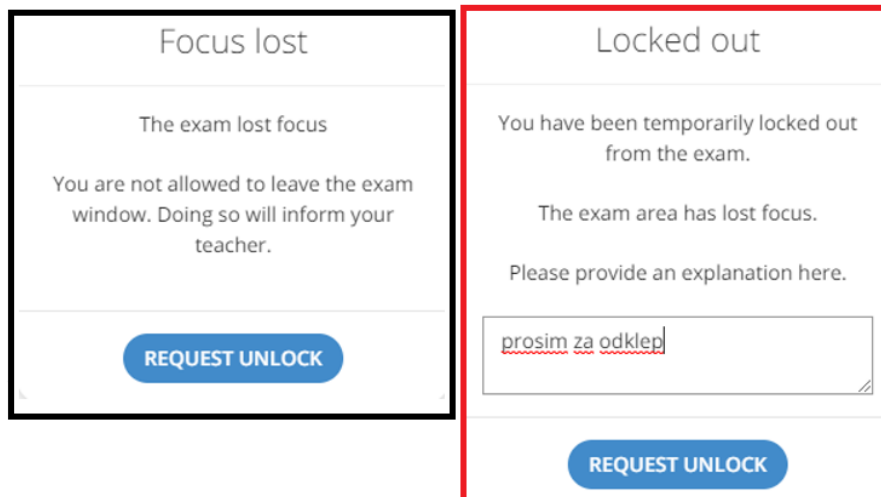 Focus lost
The exam lost focus
You are not allowed to leave the exam
window. Doing so will inform your
teacher.
REQUEST UNLOCK
Locked out
You have been temporarily locked out
from the exam.
The exam area has lost focus.
Please provide an explanation here.
prosim za odklep
REQUEST UNLOCK